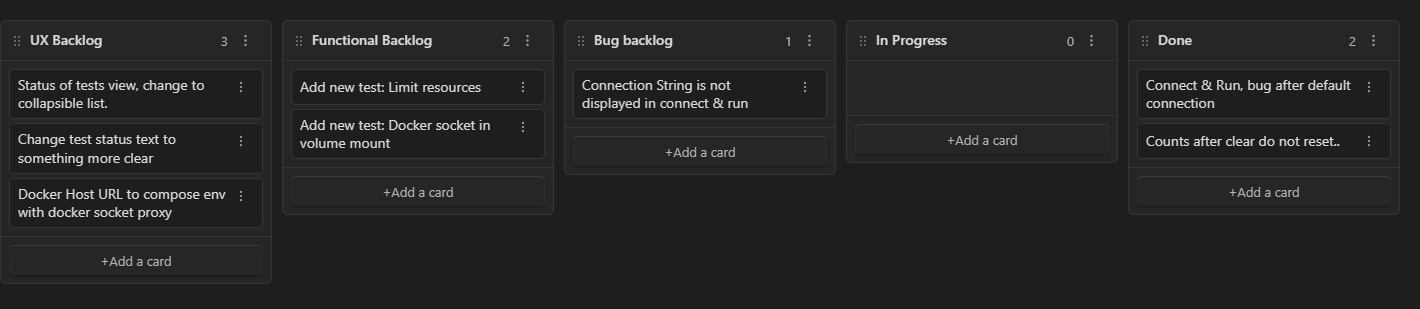 UX Backlog 3
Status of tests view, change to
collapsible list.
Change test status text to
something more clear
Docker Host URL to compose env
with docker socket proxy
+Add a card
Functional Backlog 2
Add new test: Limit resources
Add new test: Docker socket in
volume mount
+Add a card
Bug backlog 1
Connection String is not
displayed in connect & run
+Add a card
In Progress 0
+Add a card
Done 2
Connect & Run, bug after default
connection
Counts after clear do not reset..
+Add a card